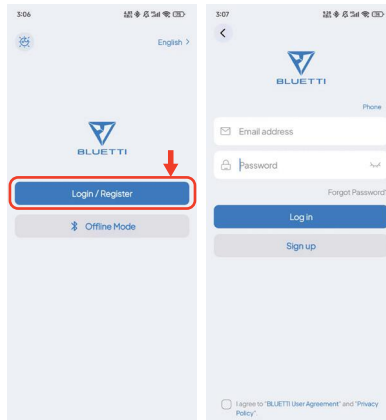 3:06
English >
BLUETTI
Login / Register
Offline Mode
3:07
BLUETTI
Phone
Email address
Password
Forgot Password?
Log in
Sign up
I agree to "BLUETTI User Agreement" and "Privacy
Policy".